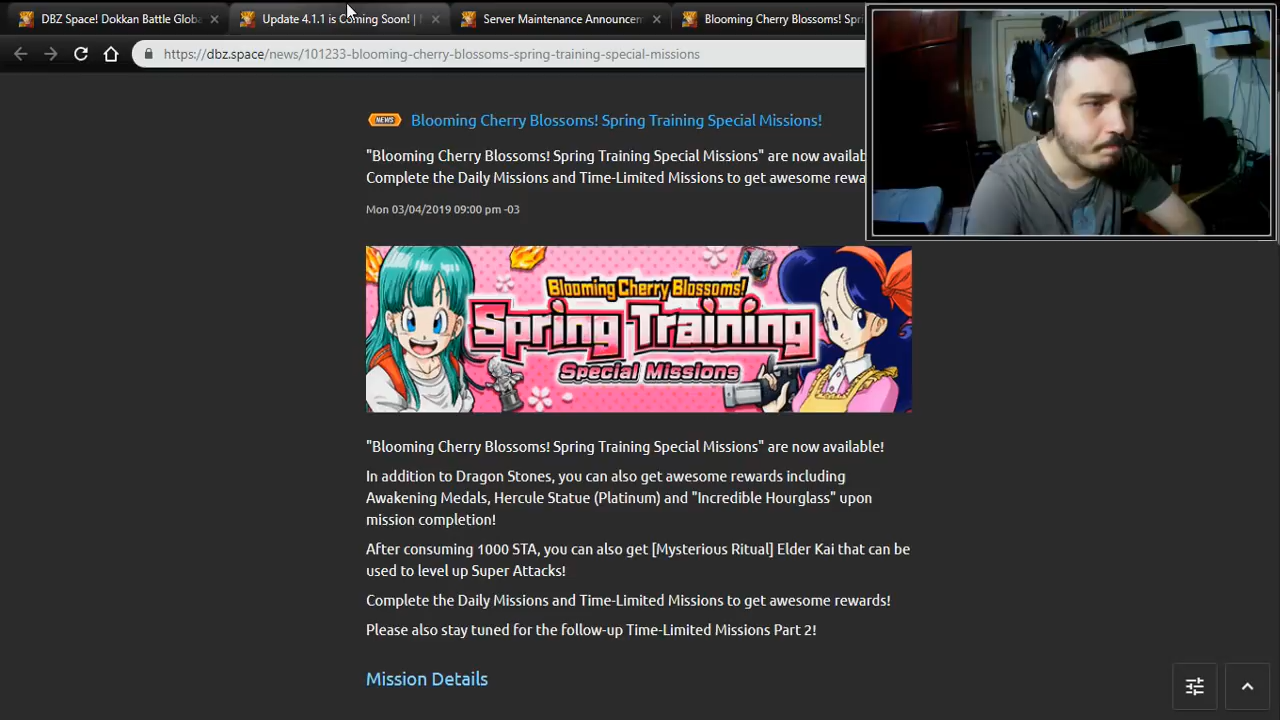 DBZ Space! Dokkan Battle Globa
Update 4.1.1 is Coming Soon! |
Server Maintenance Announcen
Blooming Cherry Blossoms! Spri
https://dbz.space/news/101233-blooming-cherry-blossoms-spring-training-special-missions
NEWS Blooming Cherry Blossoms! Spring Training Special Missions!
"Blooming Cherry Blossoms! Spring Training Special Missions" are now availab
Complete the Daily Missions and Time-Limited Missions to get awesome rewa
Mon 03/04/2019 09:00 pm -03
Blooming Cherry Blossoms!
Spring Training
Special Missions
"Blooming Cherry Blossoms! Spring Training Special Missions" are now available!
In addition to Dragon Stones, you can also get awesome rewards including
Awakening Medals, Hercule Statue (Platinum) and "Incredible Hourglass" upon
mission completion!
After consuming 1000 STA, you can also get [Mysterious Ritual] Elder Kai that can be
used to level up Super Attacks!
Complete the Daily Missions and Time-Limited Missions to get awesome rewards!
Please also stay tuned for the follow-up Time-Limited Missions Part 2!
Mission Details